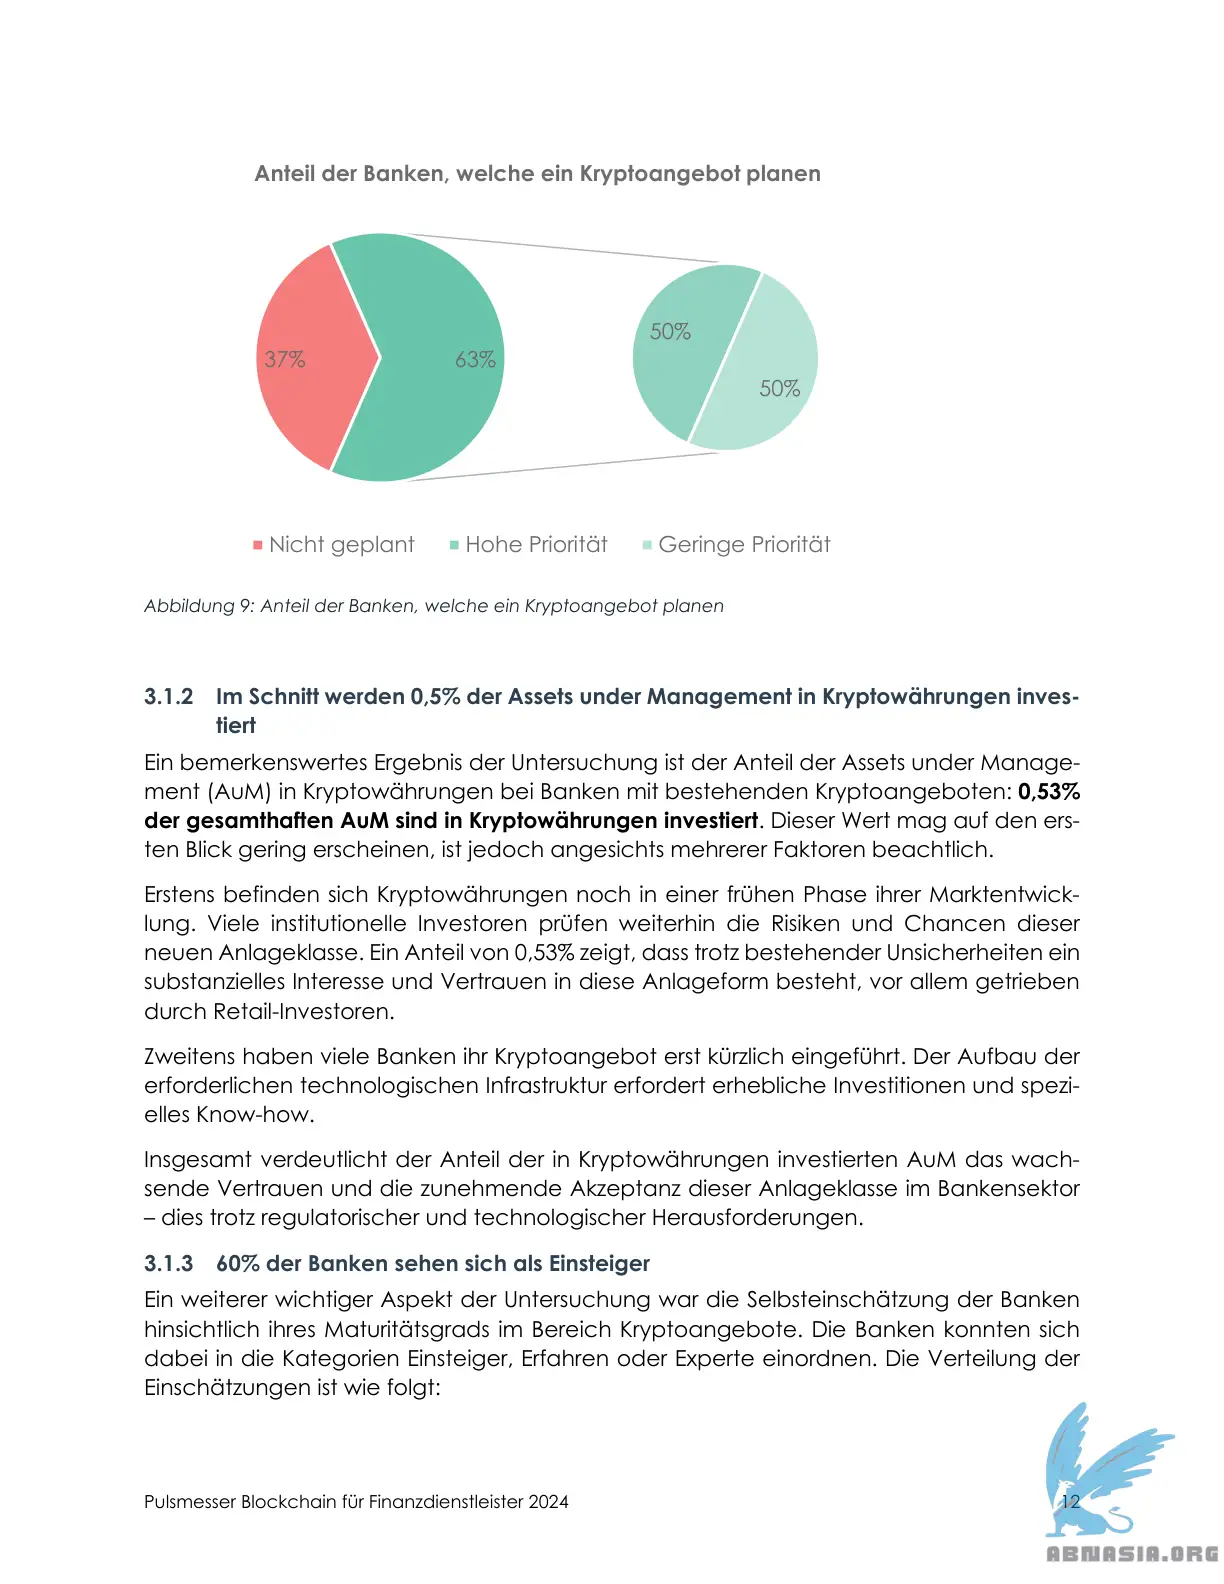 Anteil der Banken, welche ein Kryptoangebot planen
37%
63%
50%
50%
Nicht geplant
Hohe Priorität
Geringe Priorität
Abbildung 9: Anteil der Banken, welche ein Kryptoangebot planen
3.1.2 Im Schnitt werden 0,5% der Assets under Management in Kryptowährungen inves-
tiert
Ein bemerkenswertes Ergebnis der Untersuchung ist der Anteil der Assets under Manage-
ment (AuM) in Kryptowährungen bei Banken mit bestehenden Kryptoangeboten: 0,53%
der gesamthaften AuM sind in Kryptowährungen investiert. Dieser Wert mag auf den ers-
ten Blick gering erscheinen, ist jedoch angesichts mehrerer Faktoren beachtlich.
Erstens befinden sich Kryptowährungen noch in einer frühen Phase ihrer Marktentwick-
lung. Viele institutionelle Investoren prüfen weiterhin die Risiken und Chancen dieser
neuen Anlageklasse. Ein Anteil von 0,53% zeigt, dass trotz bestehender Unsicherheiten ein
substanzielles Interesse und Vertrauen in diese Anlageform besteht, vor allem getrieben
durch Retail-Investoren.
Zweitens haben viele Banken ihr Kryptoangebot erst kürzlich eingeführt. Der Aufbau der
erforderlichen technologischen Infrastruktur erfordert erhebliche Investitionen und spezi-
elles Know-how.
Insgesamt verdeutlicht der Anteil der in Kryptowährungen investierten AuM das wach-
sende Vertrauen und die zunehmende Akzeptanz dieser Anlageklasse im Bankensektor
– dies trotz regulatorischer und technologischer Herausforderungen.
3.1.3 60% der Banken sehen sich als Einsteiger
Ein weiterer wichtiger Aspekt der Untersuchung war die Selbsteinschätzung der Banken
hinsichtlich ihres Maturitätsgrads im Bereich Kryptoangebote. Die Banken konnten sich
dabei in die Kategorien Einsteiger, Erfahren oder Experte einordnen. Die Verteilung der
Einschätzungen ist wie folgt:
Pulsmesser Blockchain für Finanzdienstleister 2024
12
ABNASIA.ORG